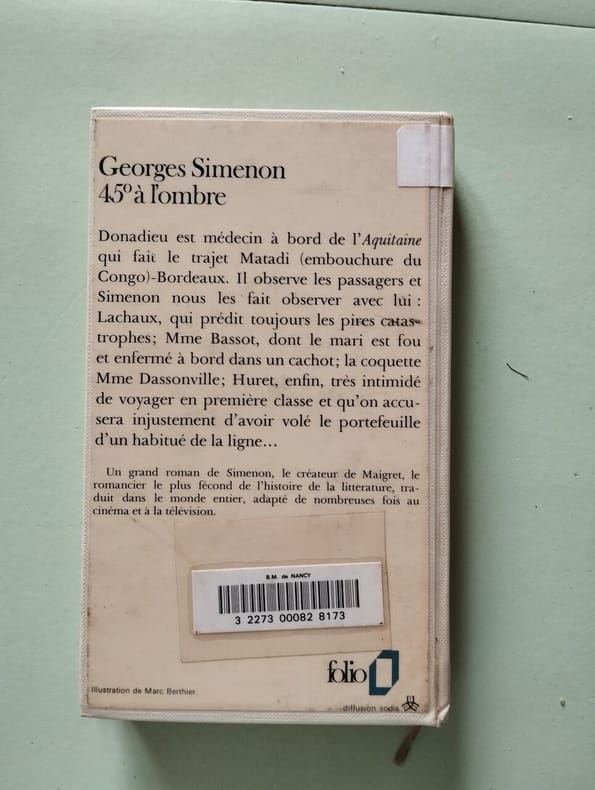 Georges Simenon
45° à l'ombre
Donadieu est médecin à bord de l'Aquitaine
qui fait le trajet Matadi (embouchure du
Congo)-Bordeaux. Il observe les passagers et
Simenon nous les fait observer avec lui :
Lachaux, qui prédit toujours les pires catas-
trophes; Mme Bassot, dont le mari est fou
et enfermé à bord dans un cachot; la coquette
Mme Dassonville; Huret, enfin, très intimidé
de voyager en première classe et qu'on accu-
sera injustement d'avoir volé le portefeuille
d'un habitué de la ligne...
Un grand roman de Simenon, le créateur de Maigret, le
romancier le plus fécond de l'histoire de la litterature, tra-
duit dans le monde entier, adapté de nombreuses fois au
cinéma et à la télévision.
B.M. de NANCY
3 2273 00082 8173
folio
Illustration de Marc Berthier.
diffusion sodis